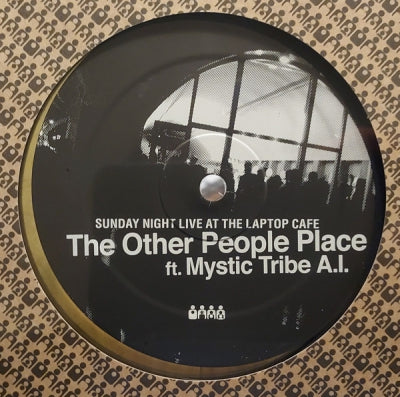 SUNDAY NIGHT LIVE AT THE LAPTOP CAFE
The Other People Place
ft. Mystic Tribe A.I.